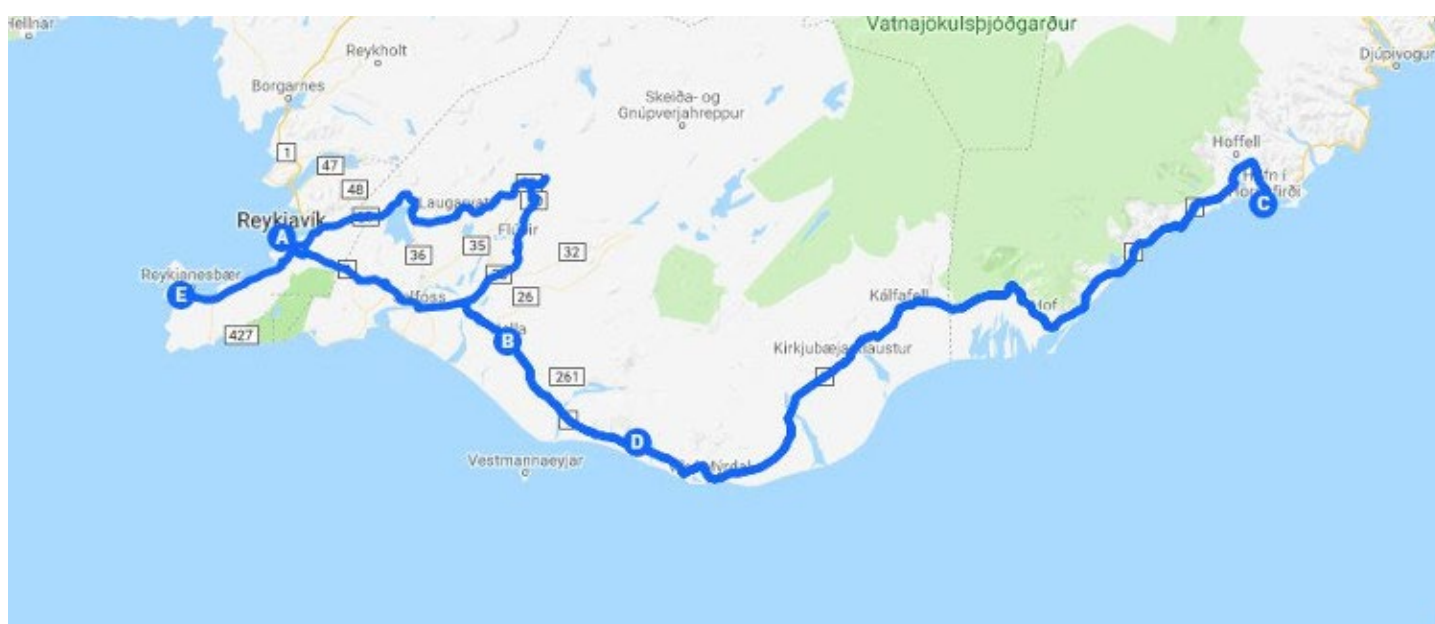 Vatnajökulsþjóðgarður
Hellnar
Reykholt
Djúpivogur
Borgarnes
Skeiða- og
Gnúpverjahreppur
1
47
Hoffell
48
Reykjavík
A
C
36
35
32
Reykjanesbær
E
26
Kálfafell
Hof
427
B
Kirkjubæjarklaustur
261
D
Vestmannaeyjar